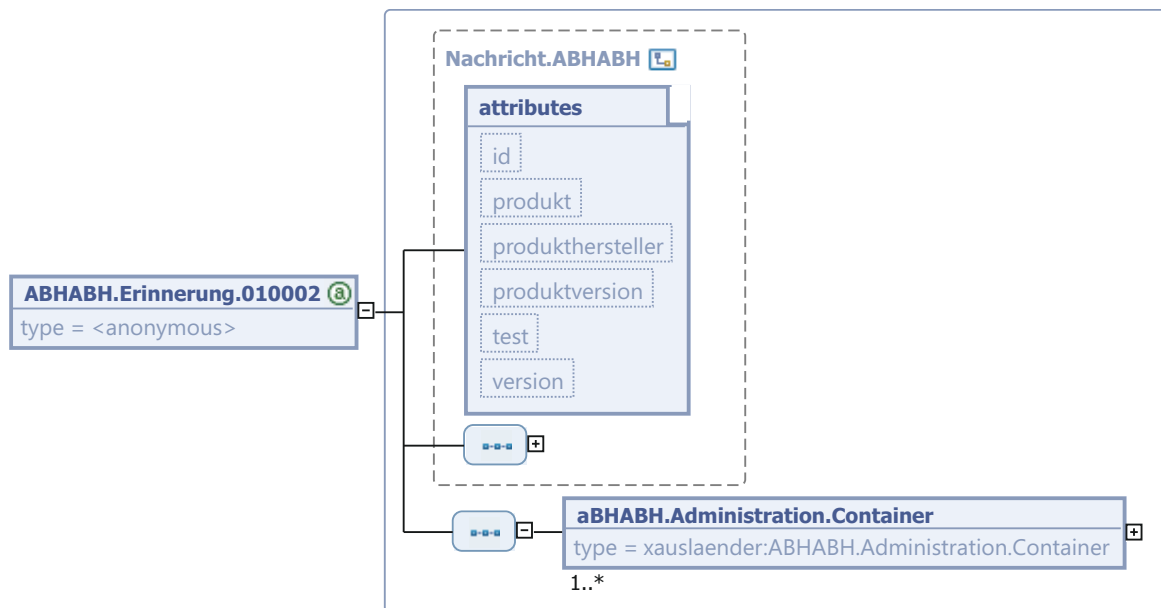 Nachricht.ABHABH
attributes
id
produkt
produkthersteller
produktversion
test
version
ABHABH.Erinnerung.010002 a
type = <anonymous>
aBHABH.Administration.Container
type = xauslaender:ABHABH.Administration.Container
1..*